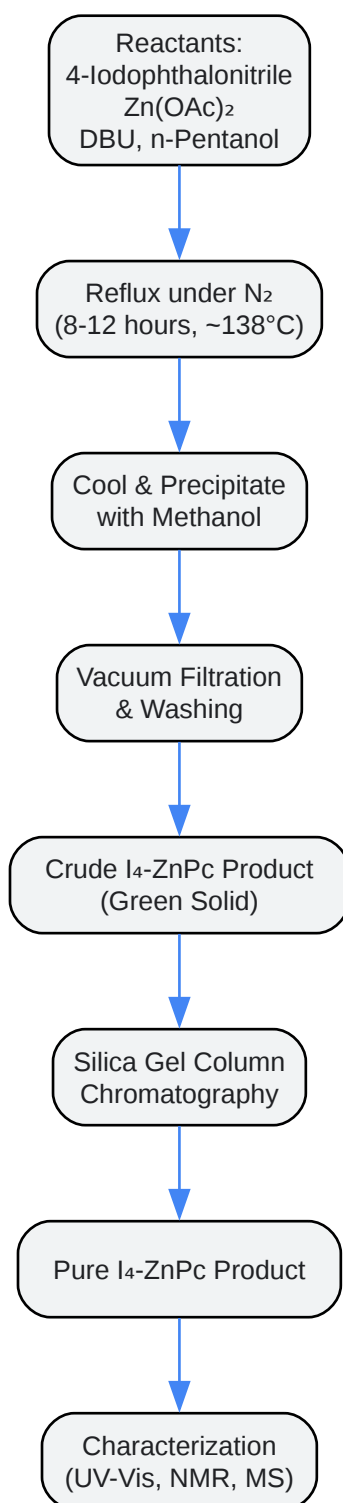 Reactants:
4-Iodophthalonitrile
Zn(OAc)₂
DBU, n-Pentanol
Reflux under N₂
(8-12 hours, ~138°C)
Cool & Precipitate
with Methanol
Vacuum Filtration
& Washing
Crude I₄-ZnPc Product
(Green Solid)
Silica Gel Column
Chromatography
Pure I₄-ZnPc Product
Characterization
(UV-Vis, NMR, MS)